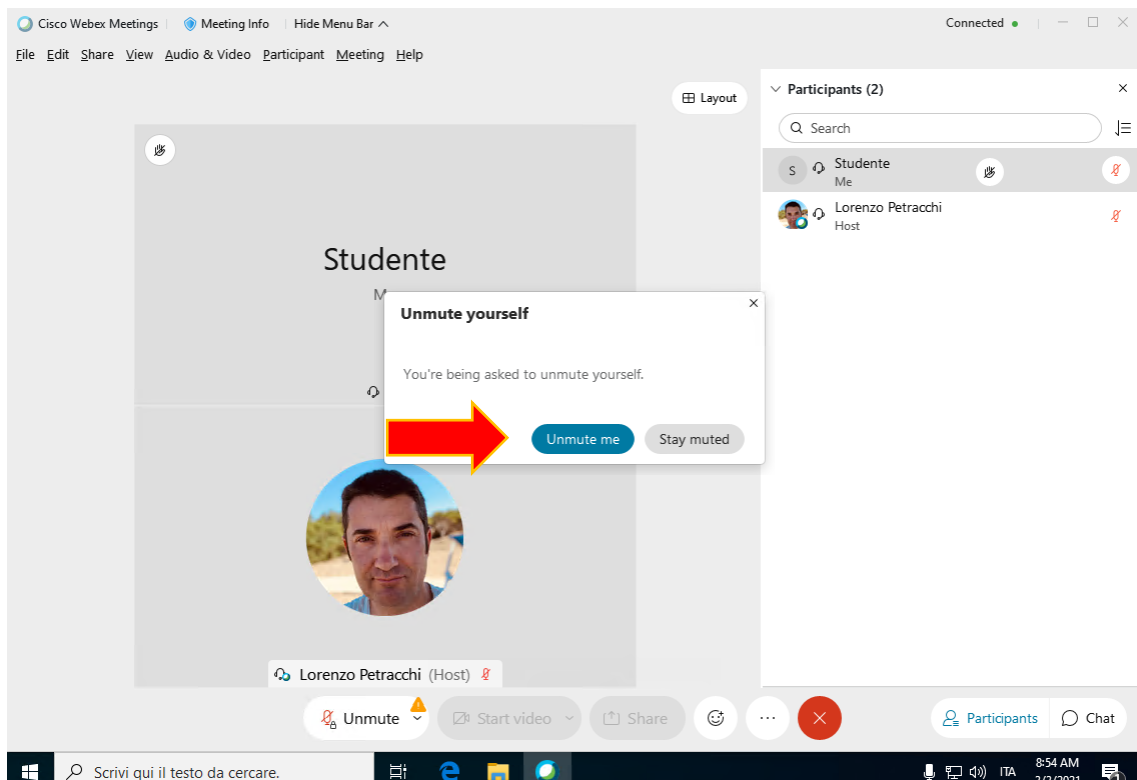 Cisco Webex Meetings Meeting Info Hide Menu Bar Connected
File Edit Share View Audio & Video Participant Meeting Help
Layout
Participants (2)
Search
S Studente
Me
Lorenzo Petracchi
Host
Studente
Unmute yourself
You're being asked to unmute yourself.
Unmute me Stay muted
Lorenzo Petracchi (Host)
Unmute Start video Share Participants Chat
Scrivi qui il testo da cercare. ITA 8:54 AM